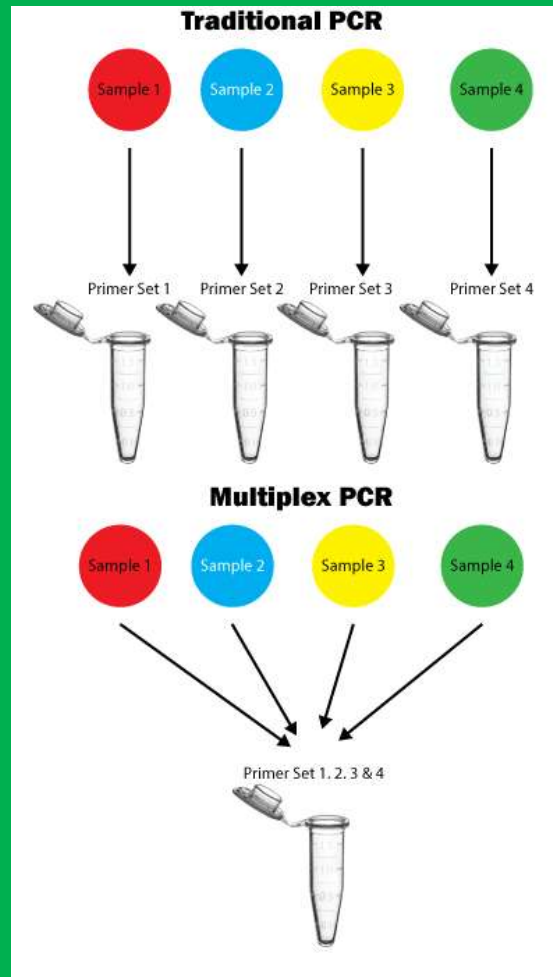 Traditional PCR
Sample 1 Sample 2 Sample 3 Sample 4
Primer Set 1 Primer Set 2 Primer Set 3 Primer Set 4
Multiplex PCR
Sample 1 Sample 2 Sample 3 Sample 4
Primer Set 1. 2. 3 & 4